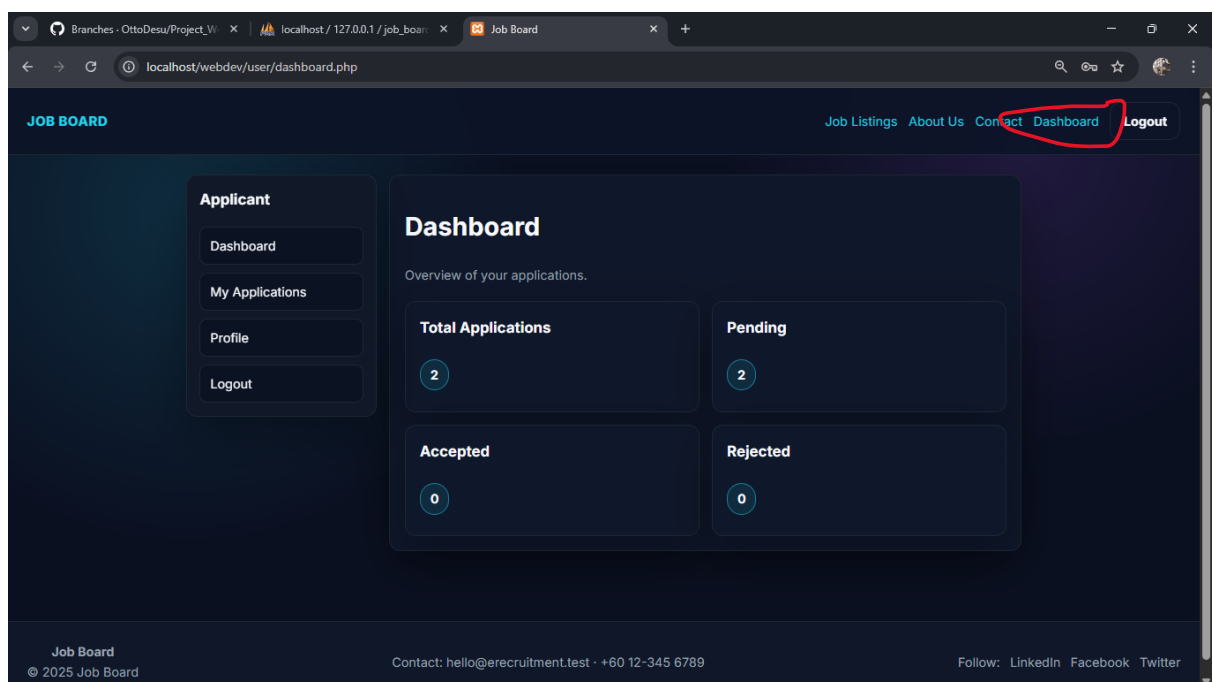 Branches · OttoDesu/Project_W
localhost / 127.0.0.1 / job_boar
Job Board
localhost/webdev/user/dashboard.php
JOB BOARD
Job Listings About Us Contact Dashboard Logout
Applicant
Dashboard
My Applications
Profile
Logout
Dashboard
Overview of your applications.
Total Applications
2
Pending
2
Accepted
0
Rejected
0
Job Board
© 2025 Job Board
Contact: hello@erecruitment.test · +60 12-345 6789
Follow: LinkedIn Facebook Twitter